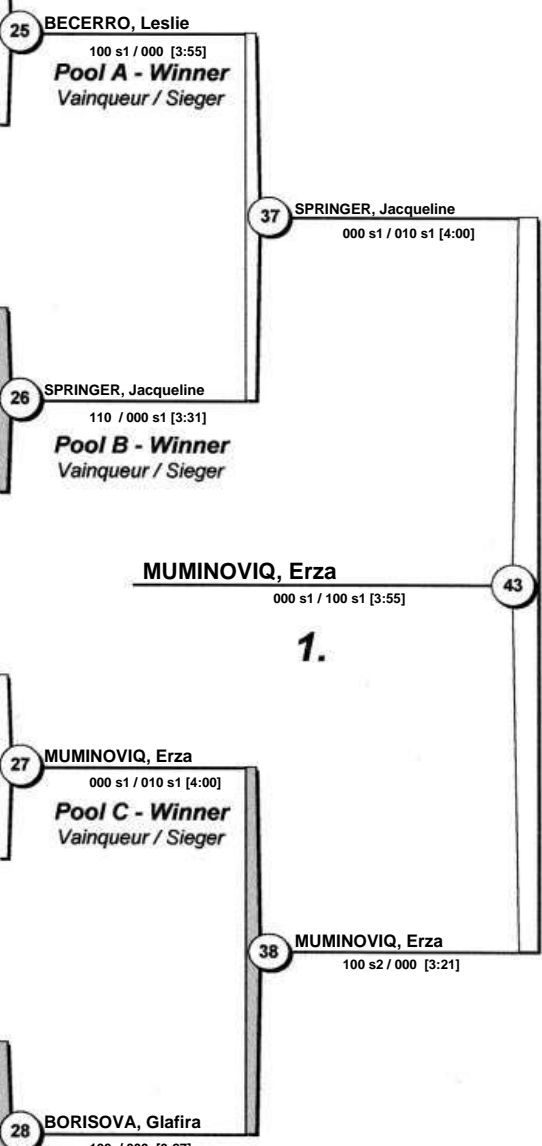 25 BECERRO, Leslie
100 s1 / 000 [3:55]
Pool A - Winner
Vainqueur / Sieger
37 SPRINGER, Jacqueline
000 s1 / 010 s1 [4:00]
26 SPRINGER, Jacqueline
110 / 000 s1 [3:31]
Pool B - Winner
Vainqueur / Sieger
MUMINOVIQ, Erza 43
000 s1 / 100 s1 [3:55]
1.
27 MUMINOVIQ, Erza
000 s1 / 010 s1 [4:00]
Pool C - Winner
Vainqueur / Sieger
38 MUMINOVIQ, Erza
100 s2 / 000 [3:21]
28 BORISOVA, Glafira